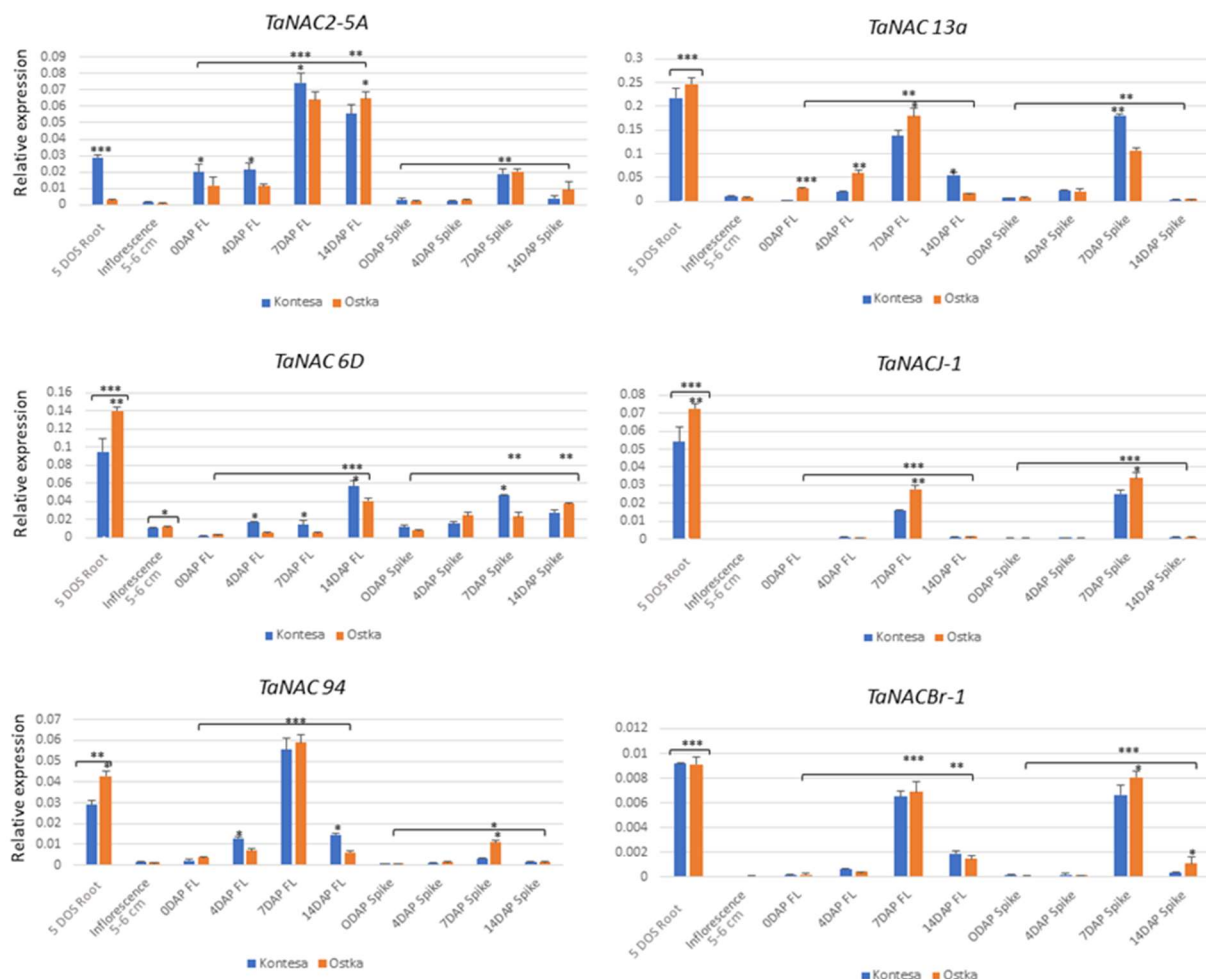 TaNAC2-5A
Relative expression
0.09
0.08
0.07
0.06
0.05
0.04
0.03
0.02
0.01
0
***
*
*
***
*
**
*
**
5 DOS Root
Inflorescence
5-6 cm
0DAP FL
4DAP FL
7DAP FL
14DAP FL
ODAP Spike
4DAP Spike
7DAP Spike
14DAP Spike
Kontesa
Ostka
TaNAC 13a
0.3
0.25
0.2
0.15
0.1
0.05
0
***
***
**
**
*
*
**
**
5 DOS Root
Inflorescence
5-6 cm
0DAP FL
4DAP FL
7DAP FL
14DAP FL
ODAP Spike
4DAP Spike
7DAP Spike
14DAP Spike
Kontesa
Ostka
TaNAC 6D
Relative expression
0.16
0.14
0.12
0.1
0.08
0.06
0.04
0.02
0
***
**
*
*
*
***
*
*
**
**
5 DOS Root
Inflorescence
5-6 cm
0DAP FL
4DAP FL
7DAP FL
14DAP FL
ODAP Spike
4DAP Spike
7DAP Spike
14DAP Spike
Kontesa
Ostka
TaNACJ-1
0.08
0.07
0.06
0.05
0.04
0.03
0.02
0.01
0
***
**
***
**
***
*
5 DOS Root
Inflorescence
5-6 cm
0DAP FL
4DAP FL
7DAP FL
14DAP FL
ODAP Spike
4DAP Spike
7DAP Spike
14DAP Spike.
Kontesa
Ostka
TaNAC 94
Relative expression
0.07
0.06
0.05
0.04
0.03
0.02
0.01
0
**
*
*
***
*
*
*
5 DOS Root
Inflorescence
5-6 cm
0DAP FL
4DAP FL
7DAP FL
14DAP FL
ODAP Spike
4DAP Spike
7DAP Spike
14DAP Spike
Kontesa
Ostka
TaNACBr-1
0.012
0.01
0.008
0.006
0.004
0.002
0
***
***
**
***
*
*
5 DOS Root
Inflorescence
5-6 cm
0DAP FL
4DAP FL
7DAP FL
14DAP FL
ODAP Spike
4DAP Spike
7DAP Spike
14DAP Spike
Kontesa
Ostka